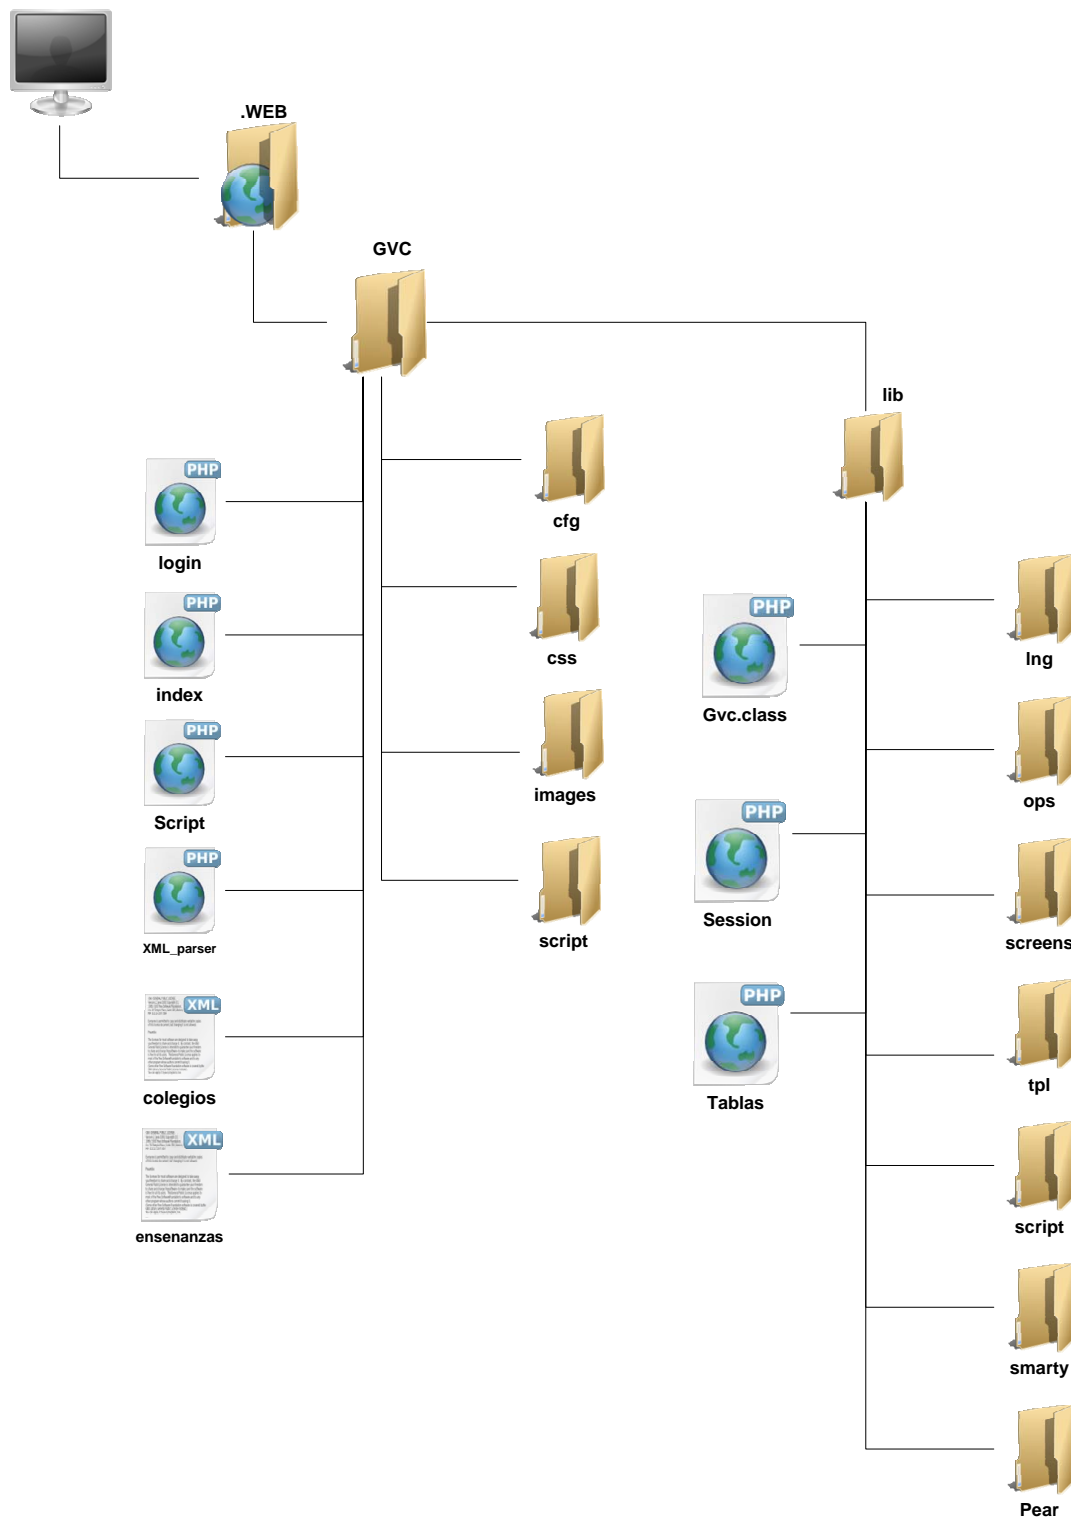 .WEB
GVC
lib
PHP
login
PHP
index
PHP
Script
PHP
XML_parser
XML
colegios
XML
ensenanzas
cfg
css
images
script
PHP
Gvc.class
PHP
Session
PHP
Tablas
lng
ops
screens
tpl
script
smarty
Pear